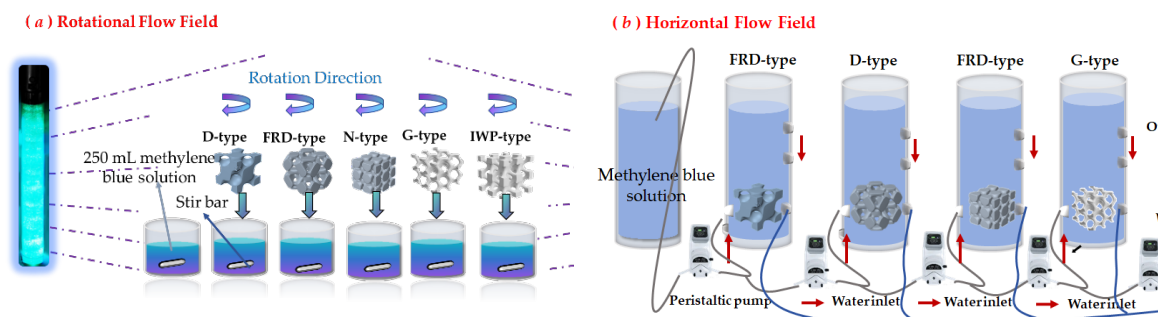 ( a ) Rotational Flow Field
Rotation Direction
D-type FRD-type N-type G-type IWP-type
250 mL methylene
blue solution
Stir bar
( b ) Horizontal Flow Field
FRD-type D-type FRD-type G-type
O
Methylene blue
solution
W
Peristaltic pump Waterinlet Waterinlet Waterinlet